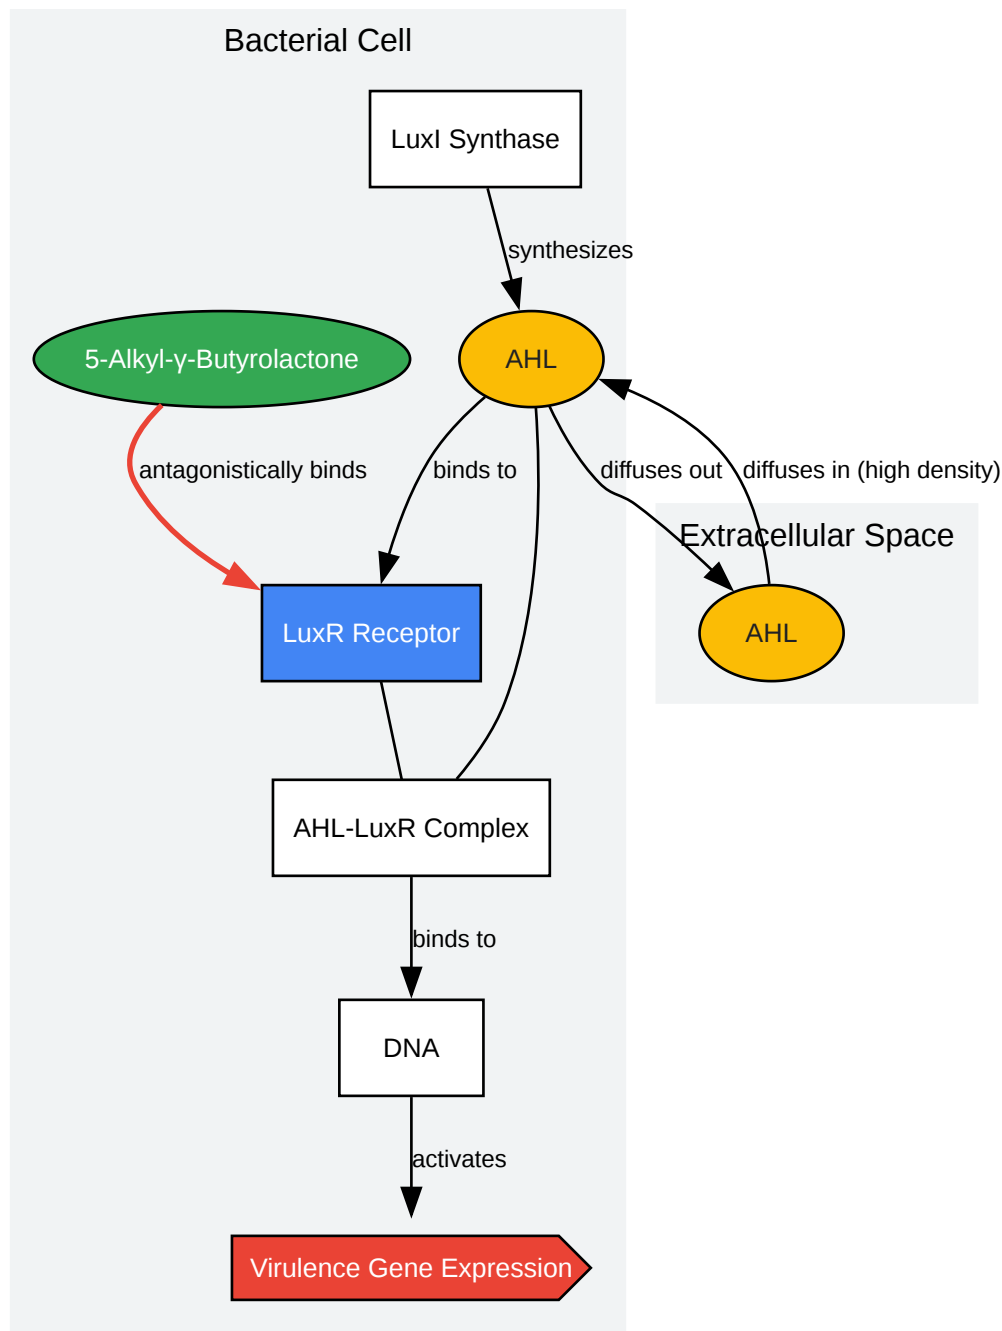 Bacterial Cell
LuxI Synthase
synthesizes
5-Alkyl-γ-Butyrolactone
AHL
antagonistically binds
binds to
diffuses out
diffuses in (high density)
Extracellular Space
LuxR Receptor
AHL
AHL-LuxR Complex
binds to
DNA
activates
Virulence Gene Expression